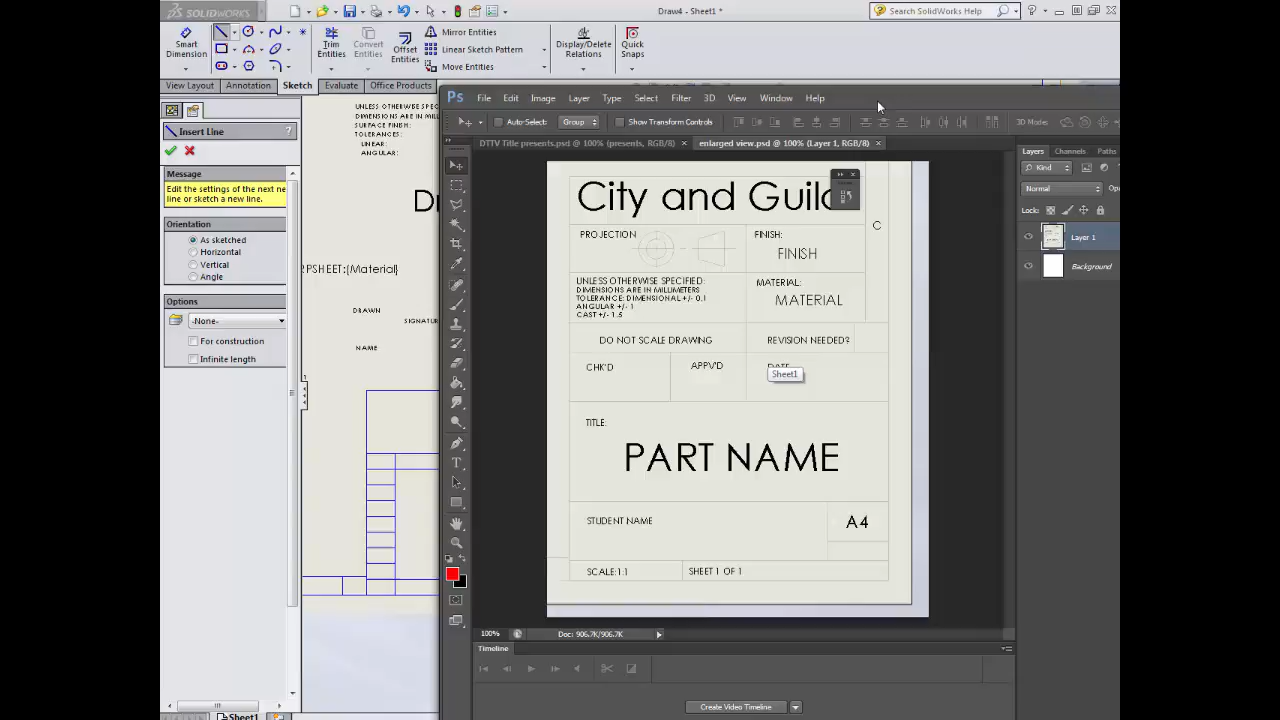 SOLIDWORKS
Draw4 - Sheet1 *
Search SolidWorks Help
Smart Dimension
Trim Entities
Convert Entities
Offset Entities
Mirror Entities
Linear Sketch Pattern
Move Entities
Display/Delete Relations
Quick Snaps
View Layout
Annotation
Sketch
Evaluate
Office Products
Insert Line
?
Message
Edit the settings of the next ne
line or sketch a new line.
Orientation
As sketched
Horizontal
Vertical
Angle
Options
-None-
For construction
Infinite length
Sheet1
UNLESS OTHERWISE SPECIFIE
DIMENSIONS ARE IN MILLIM
SURFACE FINISH:
TOLERANCES:
LINEAR:
ANGULAR:
RPSHEET:{Material}
DRAWN
SIGNATUR
NAME
Ps
File
Edit
Image
Layer
Type
Select
Filter
3D
View
Window
Help
Auto-Select:
Group
Show Transform Controls
3D Mode:
DTTV Title presents.psd @ 100% (presents, RGB/8)
enlarged view.psd @ 100% (Layer 1, RGB/8)
City and Guild
PROJECTION
FINISH:
FINISH
C
UNLESS OTHERWISE SPECIFIED:
DIMENSIONS ARE IN MILLIMETERS
TOLERANCE: DIMENSIONAL +/- 0.1
ANGULAR +/- 1
CAST +/- 1.5
MATERIAL:
MATERIAL
DO NOT SCALE DRAWING
REVISION NEEDED?
CHK'D
APPV'D
DATE
Sheet1
TITLE:
PART NAME
STUDENT NAME
A4
SCALE:1:1
SHEET 1 OF 1
100%
Doc: 906.7K/906.7K
Timeline
Create Video Timeline
Layers
Channels
Paths
Kind
Normal
Lock:
Layer 1
Background